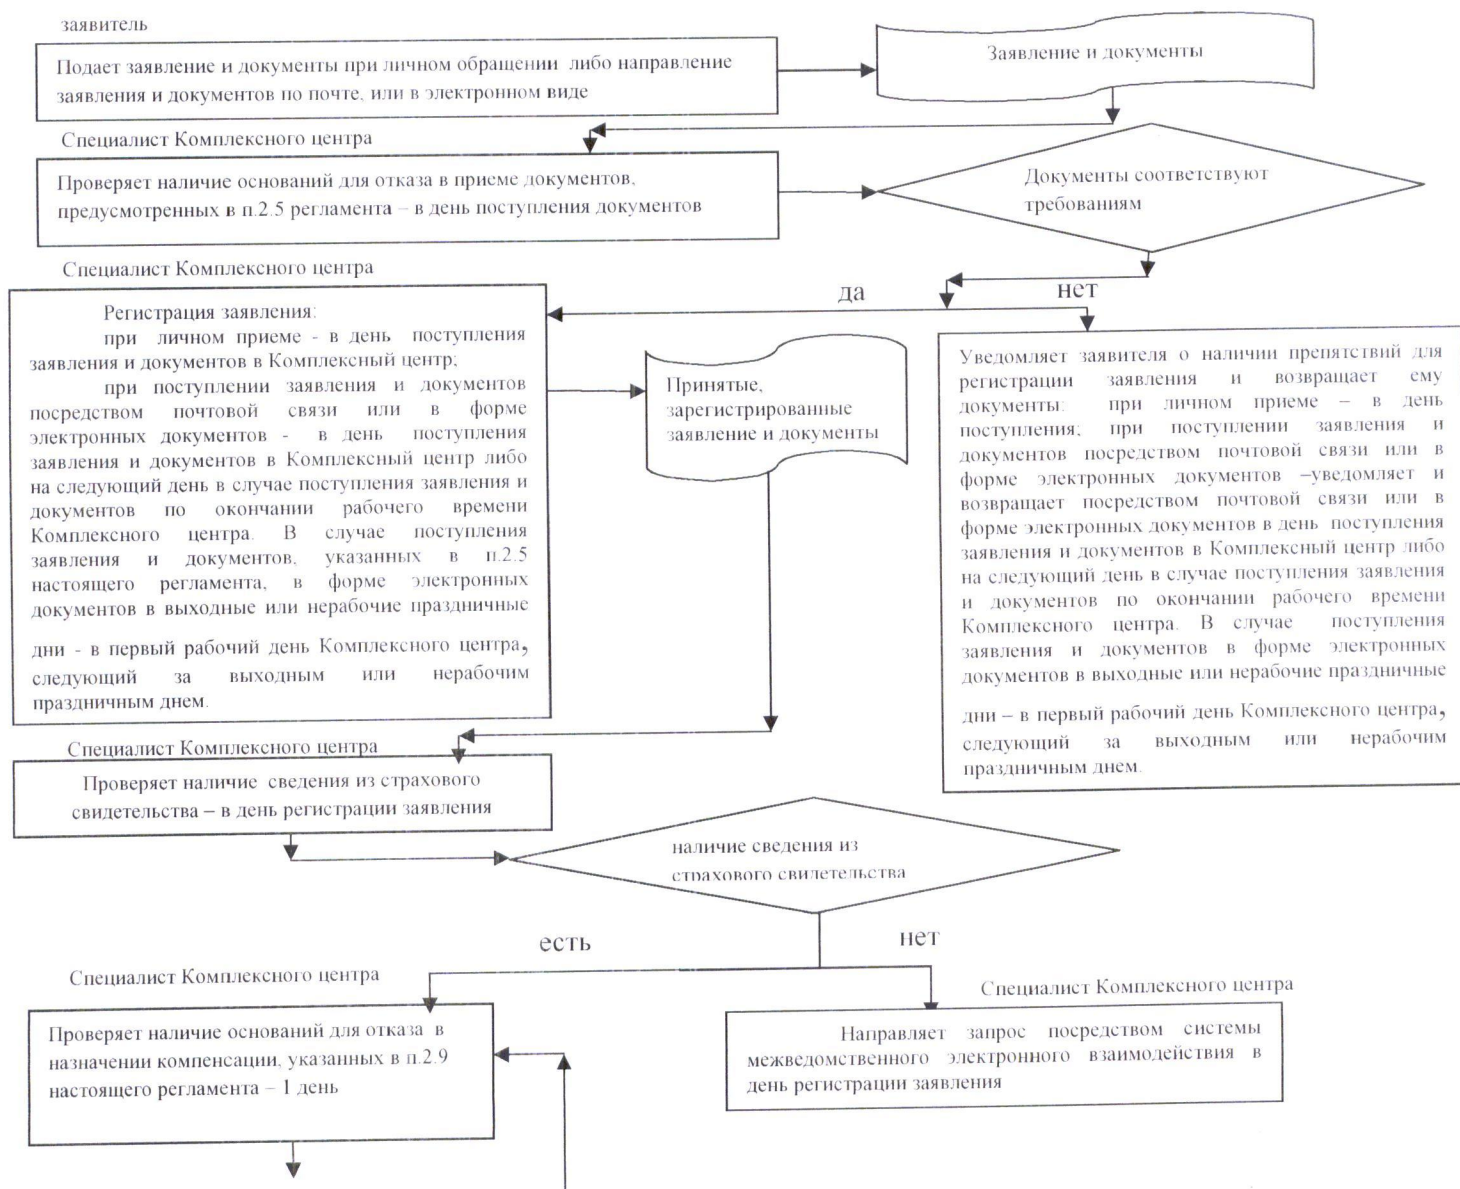 заявитель
Подает заявление и документы при личном обращении либо направление
заявления и документов по почте, или в электронном виде
Заявление и документы
Специалист Комплексного центра
Проверяет наличие оснований для отказа в приеме документов,
предусмотренных в п.2.5 регламента – в день поступления документов
Документы соответствуют
требованиям
Специалист Комплексного центра
да
нет
Регистрация заявления:
при личном приеме - в день поступления
заявления и документов в Комплексный центр;
при поступлении заявления и документов
посредством почтовой связи или в форме
электронных документов - в день поступления
заявления и документов в Комплексный центр либо
на следующий день в случае поступления заявления и
документов по окончании рабочего времени
Комплексного центра. В случае поступления
заявления и документов, указанных в п.2.5
настоящего регламента, в форме электронных
документов в выходные или нерабочие праздничные
дни - в первый рабочий день Комплексного центра,
следующий за выходным или нерабочим
праздничным днем.
Принятые,
зарегистрированные
заявление и документы
Уведомляет заявителя о наличии препятствий для
регистрации заявления и возвращает ему
документы: при личном приеме – в день
поступления; при поступлении заявления и
документов посредством почтовой связи или в
форме электронных документов –уведомляет и
возвращает посредством почтовой связи или в
форме электронных документов в день поступления
заявления и документов в Комплексный центр либо
на следующий день в случае поступления заявления
и документов по окончании рабочего времени
Комплексного центра. В случае поступления
заявления и документов в форме электронных
документов в выходные или нерабочие праздничные
дни – в первый рабочий день Комплексного центра,
следующий за выходным или нерабочим
праздничным днем.
Специалист Комплексного центра
Проверяет наличие сведения из страхового
свидетельства – в день регистрации заявления
наличие сведения из
страхового свидетельства
есть
нет
Специалист Комплексного центра
Проверяет наличие оснований для отказа в
назначении компенсации, указанных в п.2.9
настоящего регламента – 1 день
Специалист Комплексного центра
Направляет запрос посредством системы
межведомственного электронного взаимодействия в
день регистрации заявления